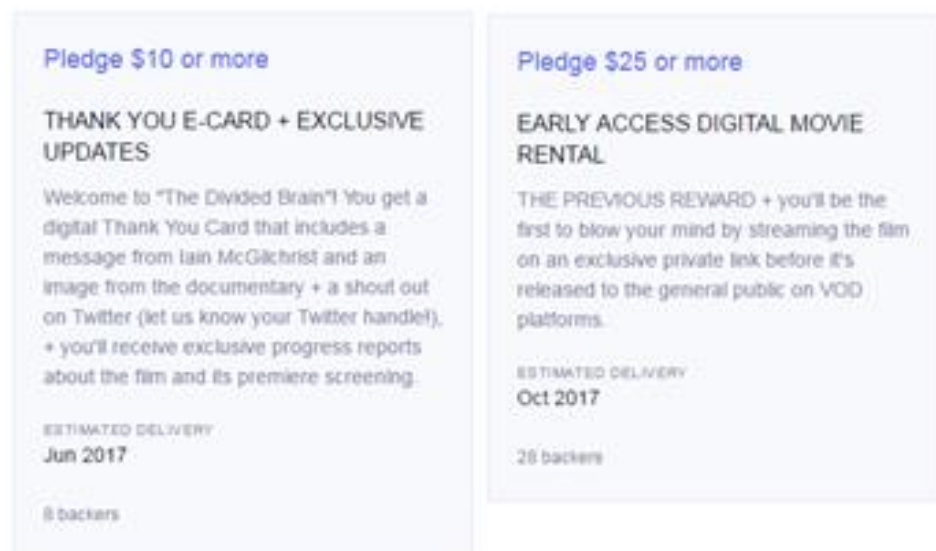 Pledge $10 or more
THANK YOU E-CARD + EXCLUSIVE
UPDATES
Welcome to "The Divided Brain"! You get a
digital Thank You Card that includes a
message from Iain McGilchrist and an
image from the documentary + a shout out
on Twitter (let us know your Twitter handle!),
+ you'll receive exclusive progress reports
about the film and its premiere screening.
ESTIMATED DELIVERY
Jun 2017
8 backers
Pledge $25 or more
EARLY ACCESS DIGITAL MOVIE
RENTAL
THE PREVIOUS REWARD + you'll be the
first to blow your mind by streaming the film
on an exclusive private link before it's
released to the general public on VOD
platforms.
ESTIMATED DELIVERY
Oct 2017
28 backers